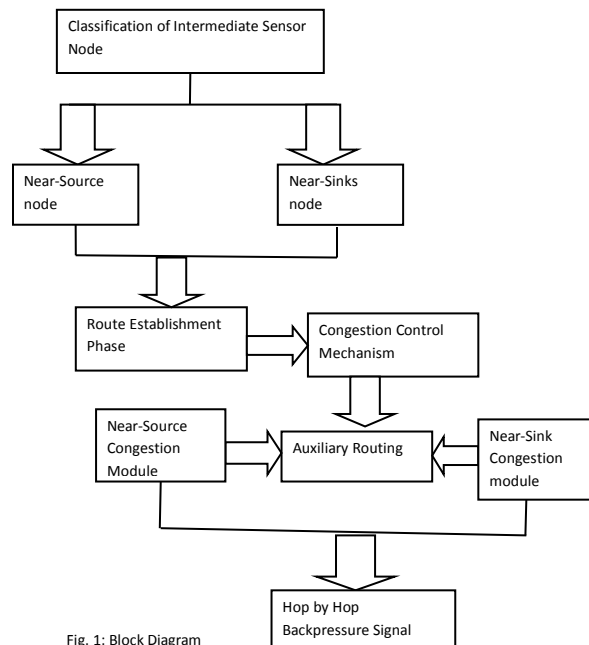 Classification of Intermediate Sensor
Node
Near-Source
node
Near-Sinks
node
Route Establishment
Phase
Congestion Control
Mechanism
Near-Source
Congestion
Module
Auxiliary Routing
Near-Sink
Congestion
module
Hop by Hop
Backpressure Signal
Fig. 1: Block Diagram